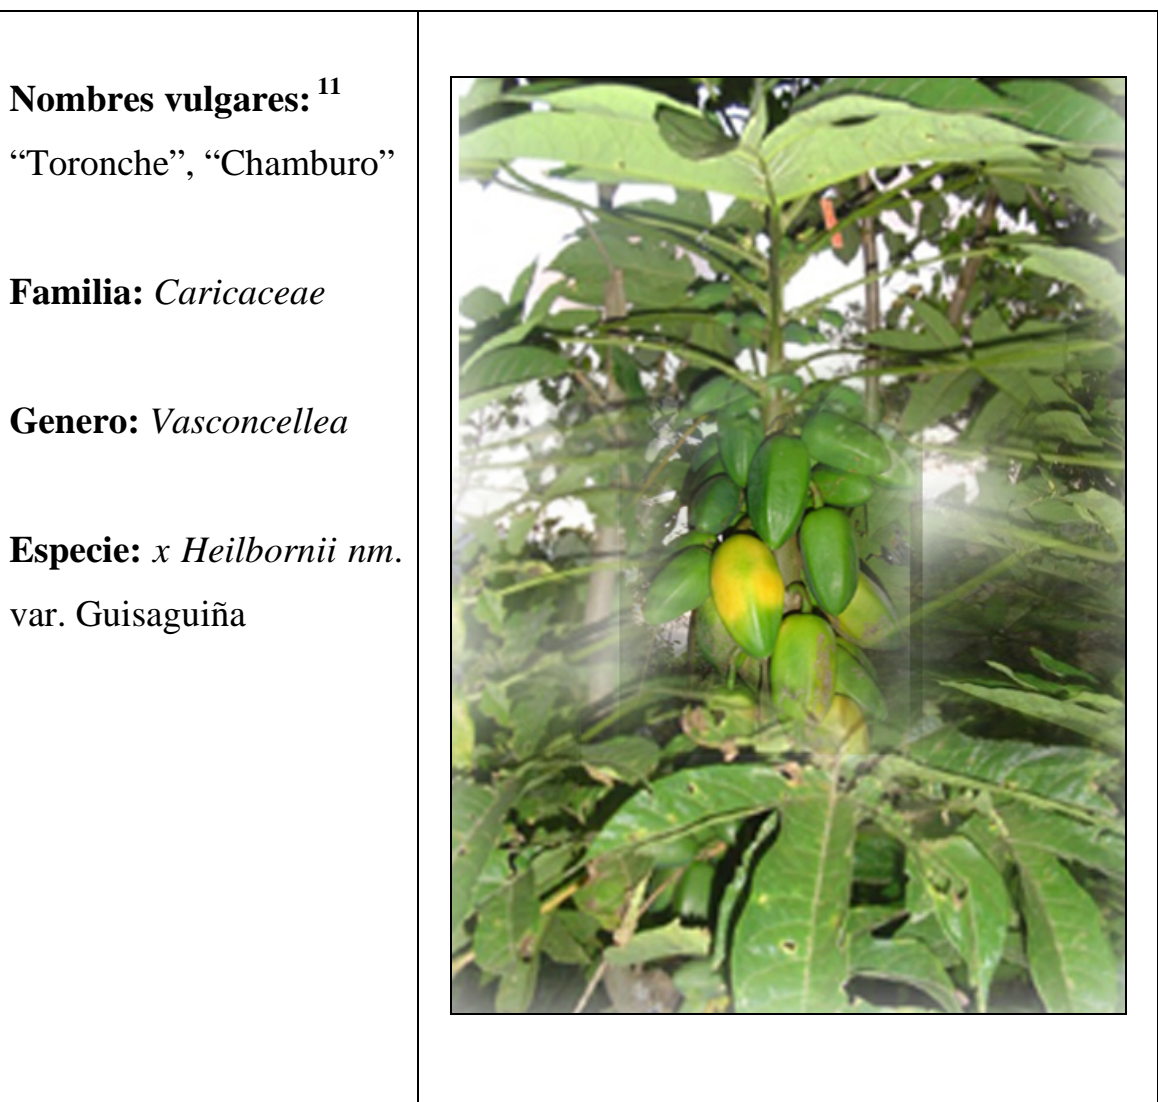 Nombres vulgares: 11
“Toronche”, “Chamburo”
Familia: Caricaceae
Genero: Vasconcellea
Especie: x Heilbornii nm.
var. Guisaguiña